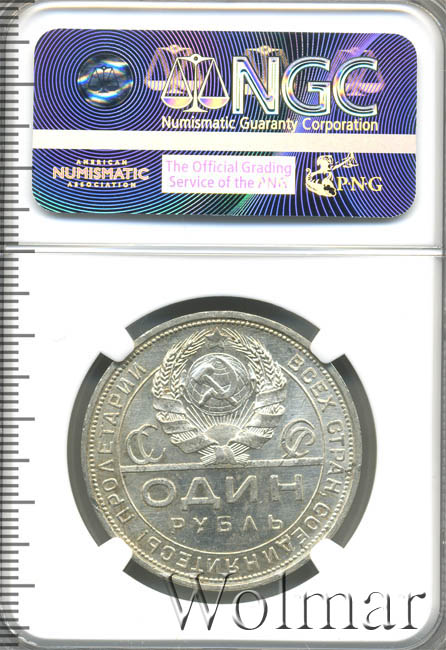 NGC
Numismatic Guaranty Corporation
AMERICAN
NUMISMATIC
ASSOCIATION
The Official Grading
Service of the PNG
PNG
ПРОЛЕТАРИИ ВСЕХ СТРАН, СОЕДИНЯЙТЕСЬ!
СС СР
ОДИН
РУБЛЬ
Wolmar